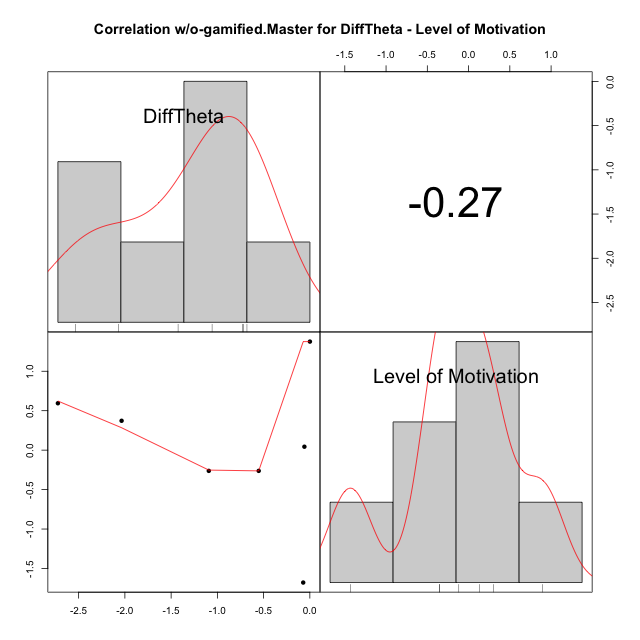 Correlation w/o-gamified.Master for DiffTheta - Level of Motivation
-1.5 -1.0 -0.5 0.0 0.5 1.0
DiffTheta
-0.27
0.0
-0.5
-1.0
-1.5
-2.0
-2.5
Level of Motivation
1.0
0.5
0.0
-0.5
-1.0
-1.5
-2.5 -2.0 -1.5 -1.0 -0.5 0.0